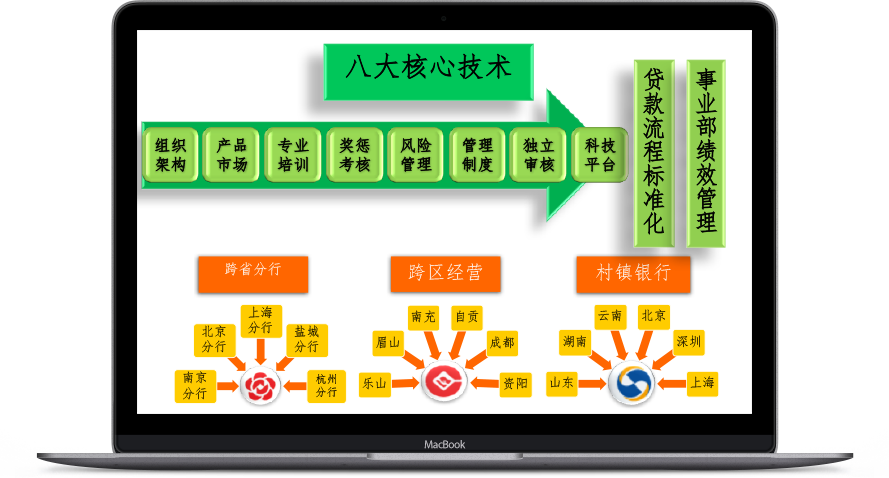 八大核心技术
组织
架构
产品
市场
专业
培训
奖惩
考核
风险
管理
管理
制度
独立
审核
科技
平台
贷款流程标准化
事业部绩效管理
跨省分行
上海
分行
北京
分行
盐城
分行
南京
分行
杭州
分行
跨区经营
南充
自贡
眉山
成都
乐山
资阳
村镇银行
云南
北京
湖南
深圳
山东
上海
MacBook